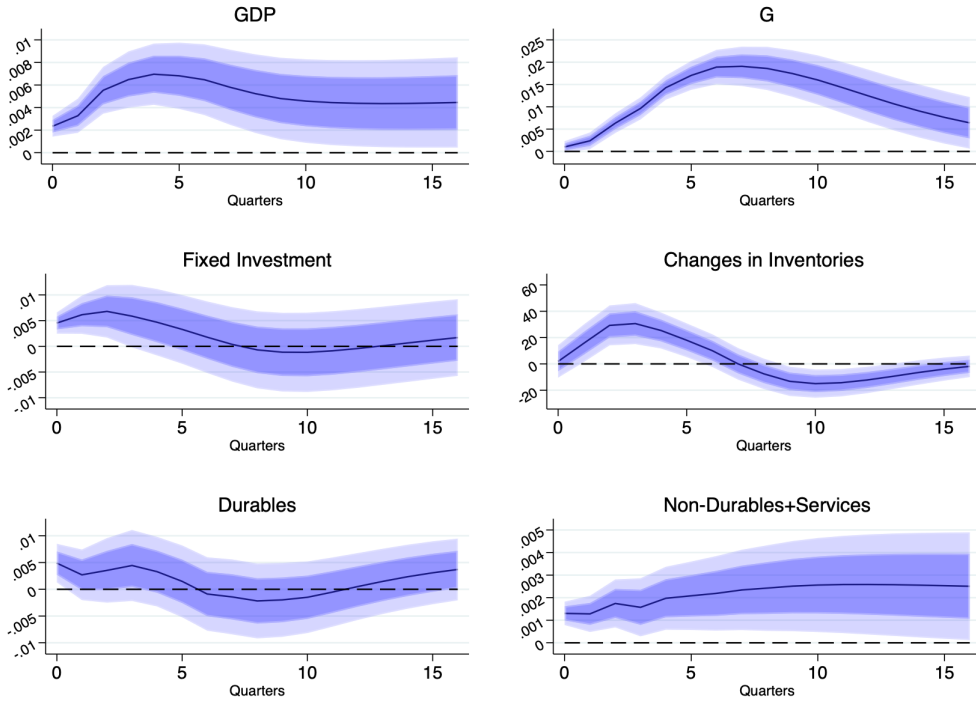 GDP
.01
.008
.006
.004
.002
0
0 5 10 15
Quarters
G
.025
.02
.015
.01
.005
0
0 5 10 15
Quarters
Fixed Investment
.01
.005
0
-.005
-.01
0 5 10 15
Quarters
Changes in Inventories
60
40
20
0
-20
0 5 10 15
Quarters
Durables
.01
.005
0
-.005
-.01
0 5 10 15
Quarters
Non-Durables+Services
.005
.004
.003
.002
.001
0
0 5 10 15
Quarters